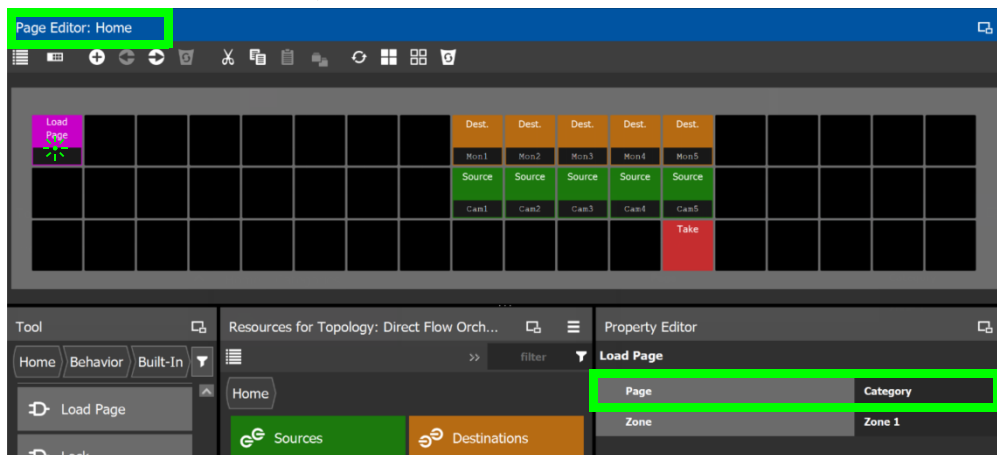 Page Editor: Home
Load
Page
Dest. Dest. Dest. Dest. Dest.
Mon1 Mon2 Mon3 Mon4 Mon5
Source Source Source Source Source
Cam1 Cam2 Cam3 Cam4 Cam5
Take
Tool
Home Behavior Built-In
Load Page
Lock
Resources for Topology: Direct Flow Orch...
>> filter
Home
Sources Destinations
Property Editor
Load Page
Page Category
Zone Zone 1